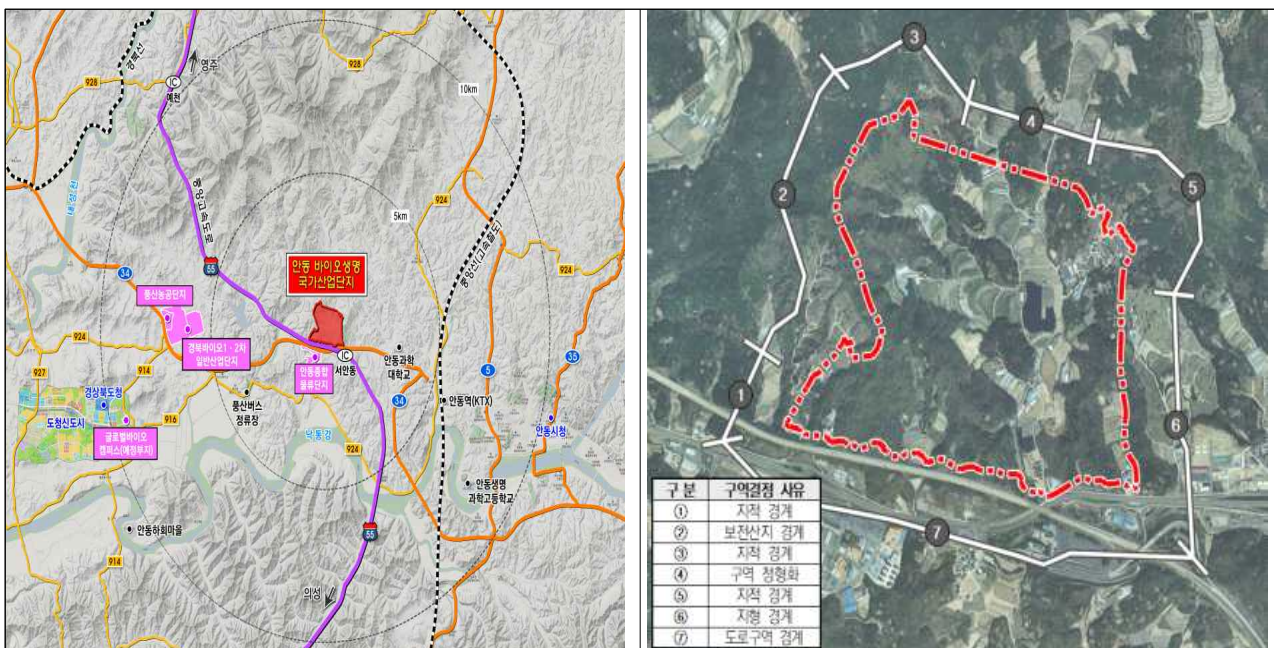 경북선
영주
928
928
IC
예천
10km
내성천
중앙고속도로
924
5km
중앙선(고속철도)
924
55
안동 바이오생명
국가산업단지
34
풍산농공단지
924
경북바이오1·2차
일반산업단지
IC
서안동
안동과학
대학교
안동종합
물류단지
35
927
914
5
경상북도청
도청신도시
풍산버스
정류장
34
안동역(KTX)
916
글로벌바이오
캠퍼스(예정부지)
낙동강
924
안동시청
안동생명
과학고등학교
안동하회마을
55
914
의성
3
4
2
5
1
6
7
구 분 구역결정 사유
① 지적 경계
② 보전산지 경계
③ 지적 경계
④ 구역 정형화
⑤ 지적 경계
⑥ 지형 경계
⑦ 도로구역 경계